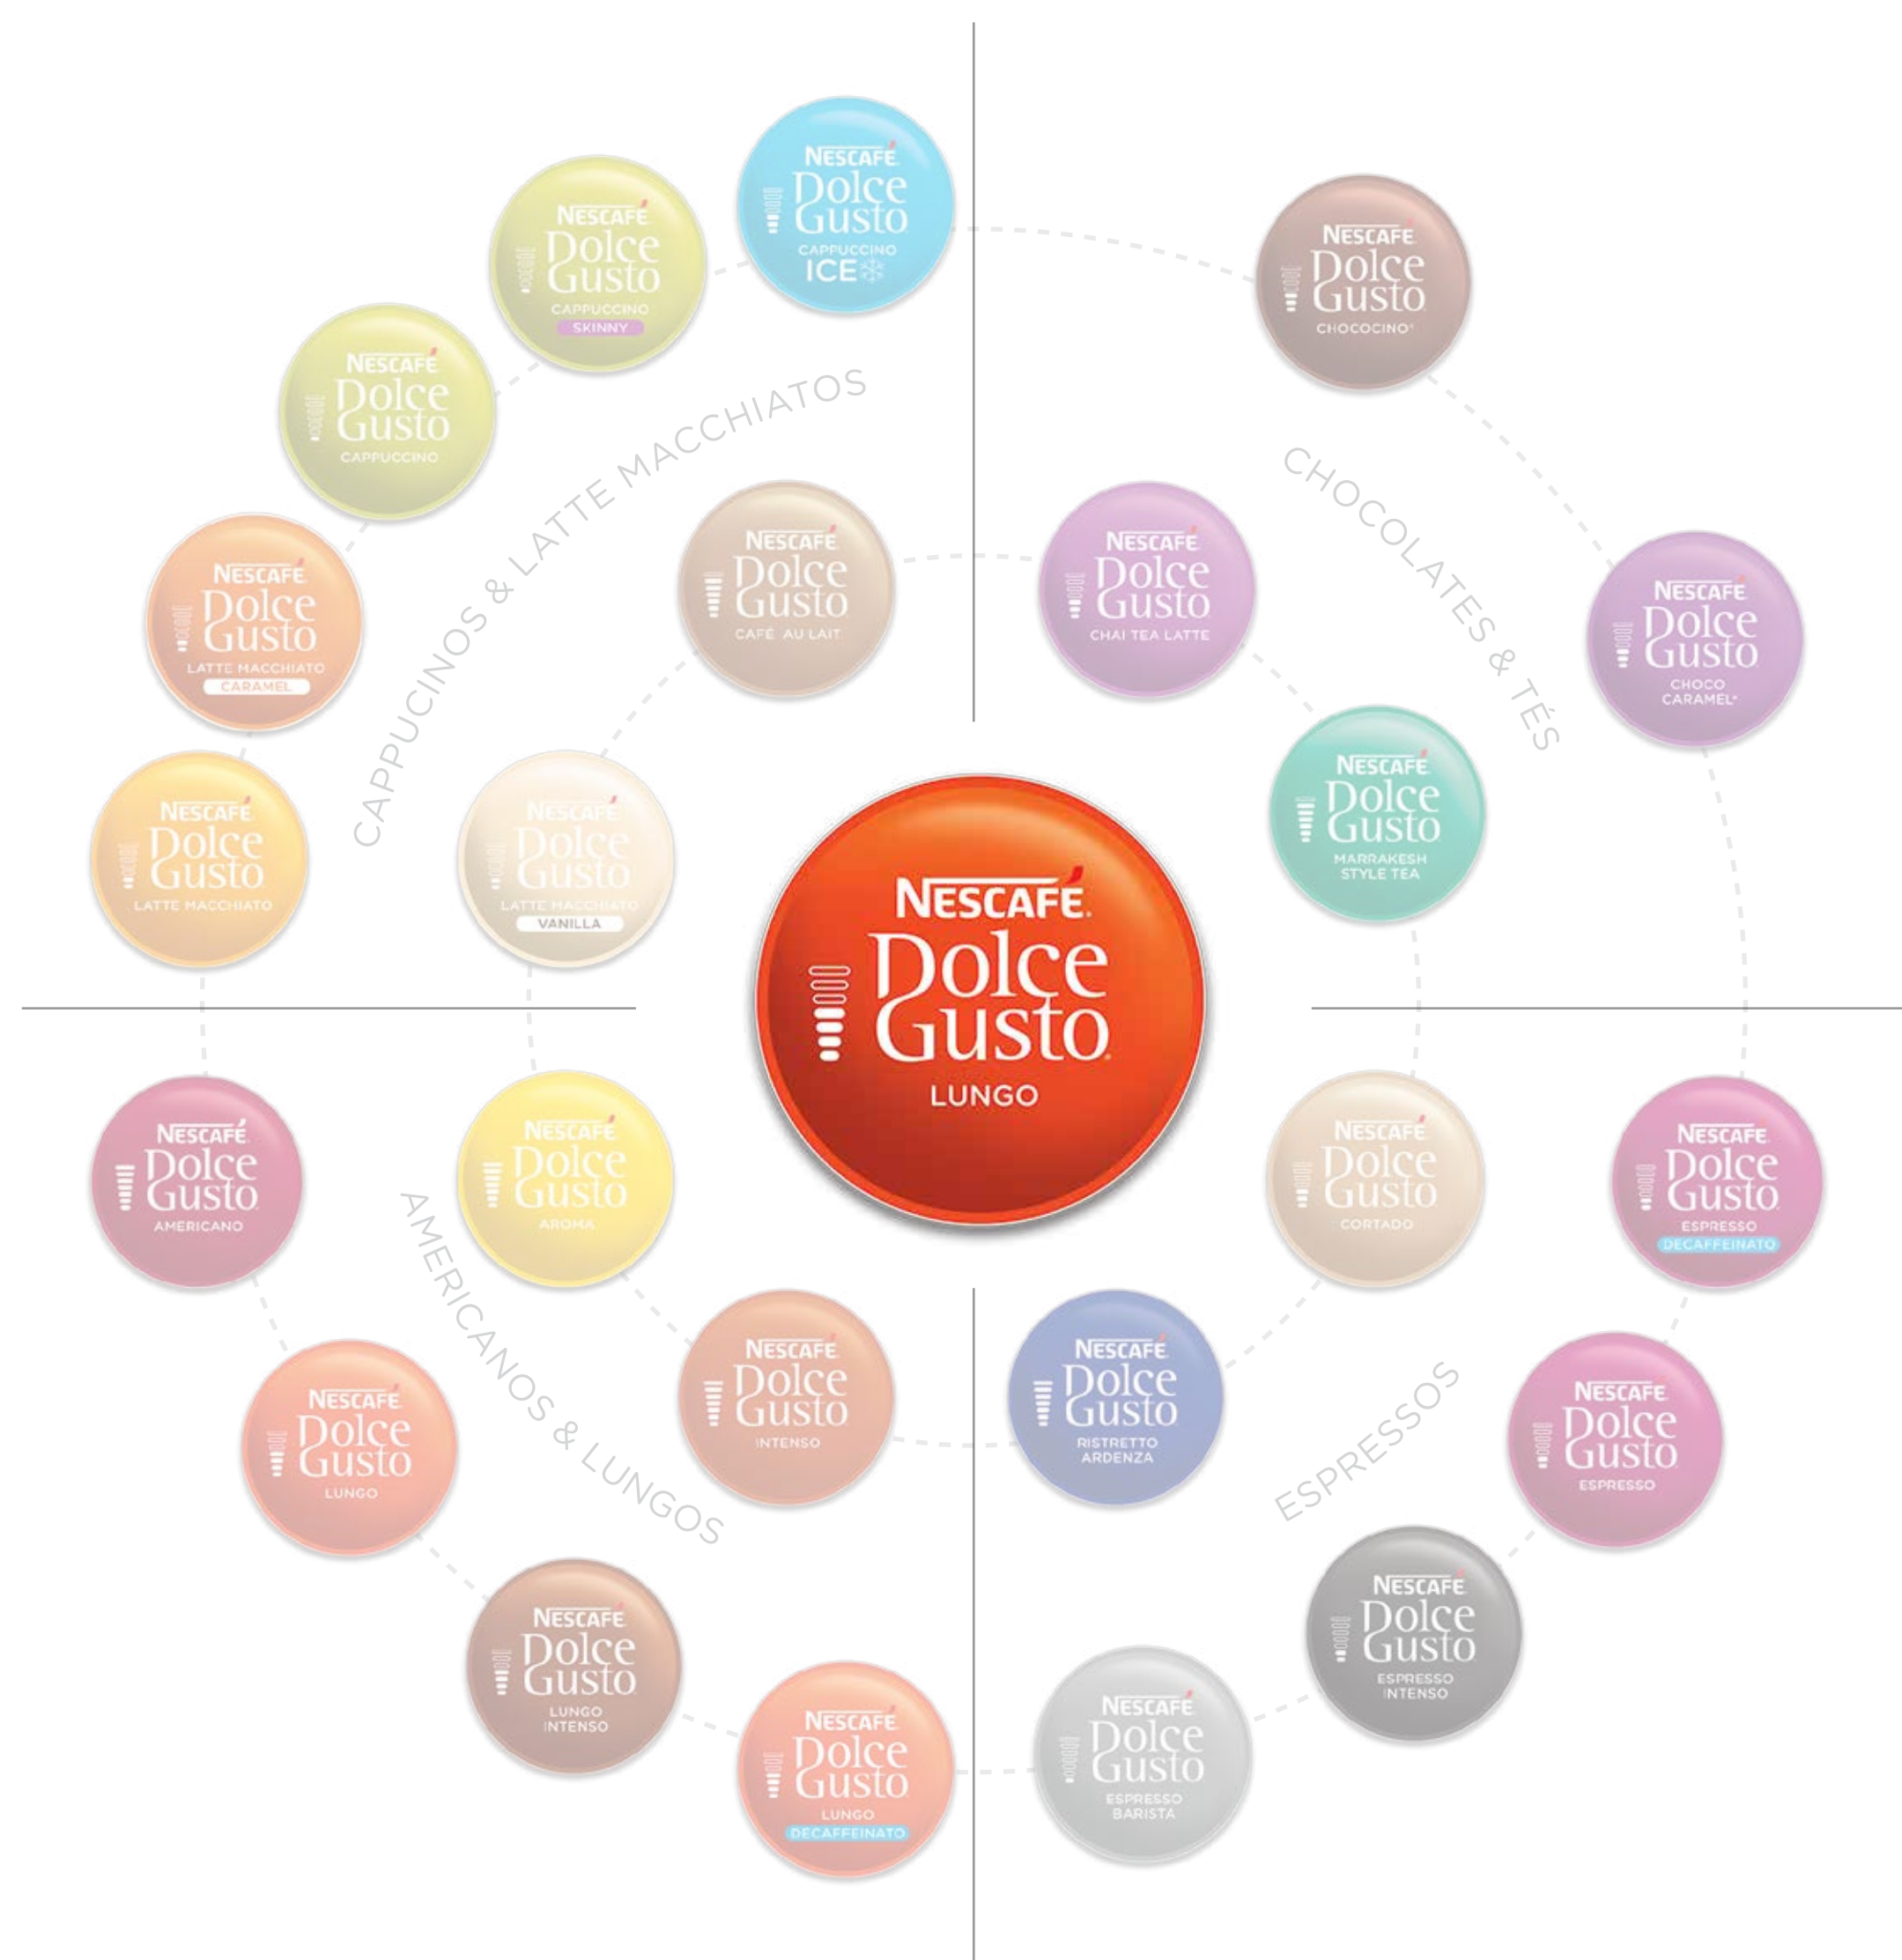 NESCAFÉ
Dolce
Gusto
CAPPUCCINO
ICE
NESCAFÉ
Dolce
Gusto
CAPPUCCINO
SKINNY
NESCAFÉ
Dolce
Gusto
CAPPUCCINO
NESCAFÉ
Dolce
Gusto
LATTE MACCHIATO
CARAMEL
NESCAFÉ
Dolce
Gusto
LATTE MACCHIATO
CAPPUCINOS & LATTE MACCHIATOS
NESCAFÉ
Dolce
Gusto
CAFÉ AU LAIT
NESCAFÉ
Dolce
Gusto
LATTE MACCHIATO
VANILLA
NESCAFÉ
Dolce
Gusto
CHOCOCINO*
CHOCOLATES & TÉS
NESCAFÉ
Dolce
Gusto
CHOCO
CARAMEL*
NESCAFÉ
Dolce
Gusto
CHAI TEA LATTE
NESCAFÉ
Dolce
Gusto
MARRAKESH
STYLE TEA
NESCAFÉ.
Dolce
Gusto
LUNGO
NESCAFÉ
Dolce
Gusto
AMERICANO
NESCAFÉ
Dolce
Gusto
AROMA
AMERICANOS & LUNGOS
NESCAFÉ
Dolce
Gusto
INTENSO
NESCAFÉ
Dolce
Gusto
LUNGO
NESCAFÉ
Dolce
Gusto
LUNGO
INTENSO
NESCAFÉ
Dolce
Gusto
LUNGO
DECAFFEINATO
NESCAFÉ
Dolce
Gusto
CORTADO
NESCAFÉ
Dolce
Gusto
ESPRESSO
DECAFFEINATO
NESCAFÉ
Dolce
Gusto
RISTRETTO
ARDENZA
ESPRESSOS
NESCAFÉ
Dolce
Gusto
ESPRESSO
NESCAFÉ
Dolce
Gusto
ESPRESSO
INTENSO
NESCAFÉ
Dolce
Gusto
ESPRESSO
BARISTA